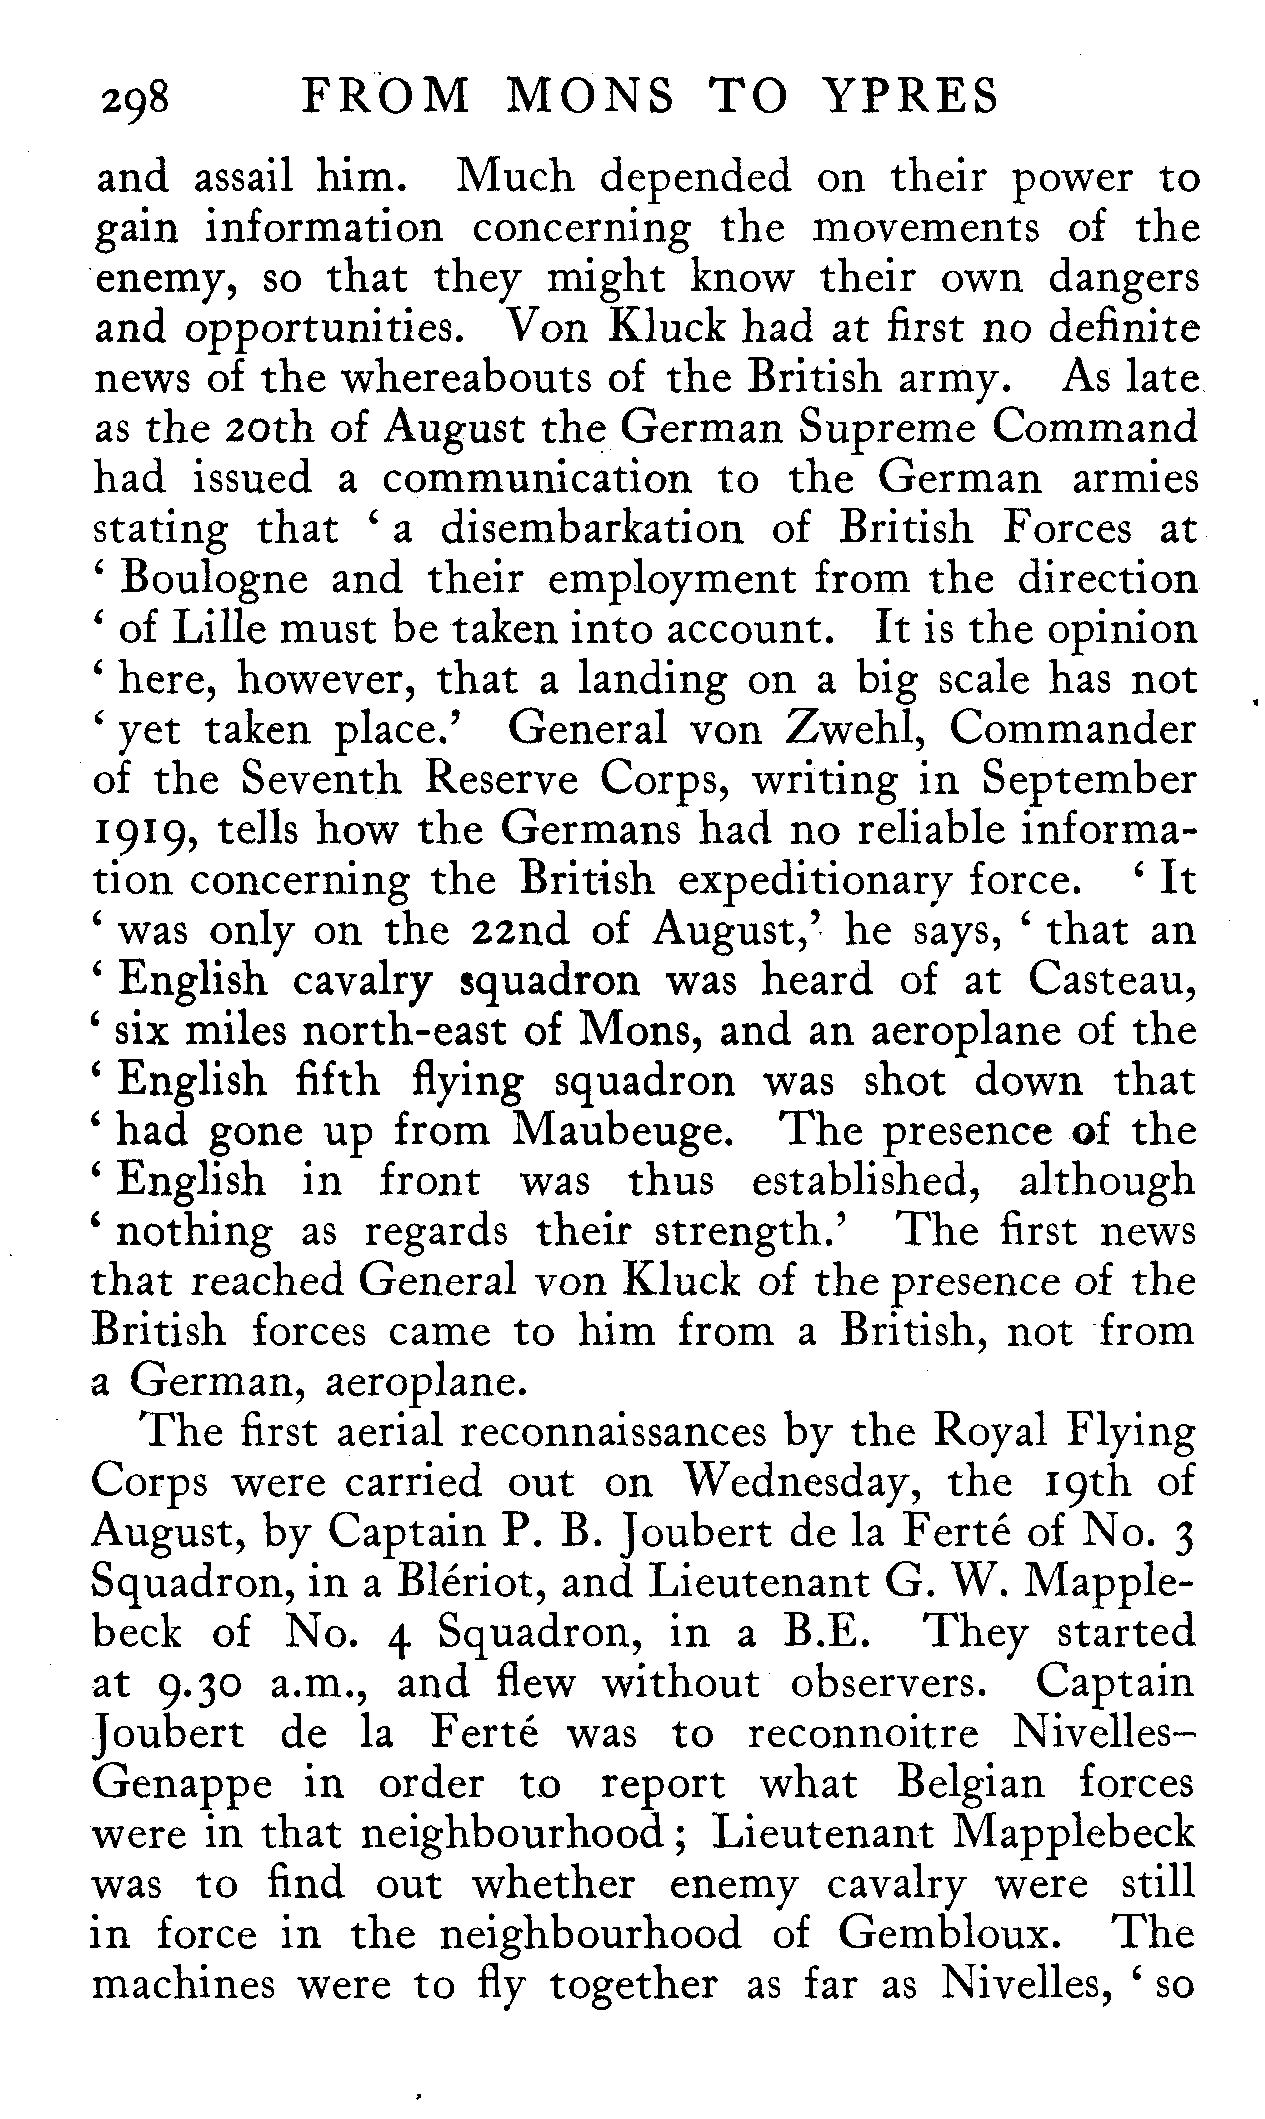 298 FROM MONS TO YPRES
and assail him. Much depended on their power to
gain information concerning the movements of the
enemy, so that they might know their own dangers
and opportunities. Von Kluck had at first no definite
news of the whereabouts of the British army. As late
as the 20th of August the German Supreme Command
had issued a communication to the German armies
stating that ‘ a disembarkation of British Forces at
‘ Boulogne and their employment from the direction
‘ of Lille must be taken into account. It is the opinion
‘ here, however, that a landing on a big scale has not
‘ yet taken place.’ General von Zwehl, Commander
of the Seventh Reserve Corps, writing in September
1919, tells how the Germans had no reliable informa-
tion concerning the British expeditionary force. ‘ It
‘ was only on the 22nd of August,’ he says, ‘ that an
‘ English cavalry squadron was heard of at Casteau,
‘ six miles north-east of Mons, and an aeroplane of the
‘ English fifth flying squadron was shot down that
‘ had gone up from Maubeuge. The presence of the
‘ English in front was thus established, although
‘ nothing as regards their strength.’ The first news
that reached General von Kluck of the presence of the
British forces came to him from a British, not from
a German, aeroplane.
The first aerial reconnaissances by the Royal Flying
Corps were carried out on Wednesday, the 19th of
August, by Captain P. B. Joubert de la Ferté of No. 3
Squadron, in a Blériot, and Lieutenant G. W. Mapple-
beck of No. 4 Squadron, in a B.E. They started
at 9.30 a.m., and flew without observers. Captain
Joubert de la Ferté was to reconnoitre Nivelles–
Genappe in order to report what Belgian forces
were in that neighbourhood ; Lieutenant Mapplebeck
was to find out whether enemy cavalry were still
in force in the neighbourhood of Gembloux. The
machines were to fly together as far as Nivelles, ‘ so